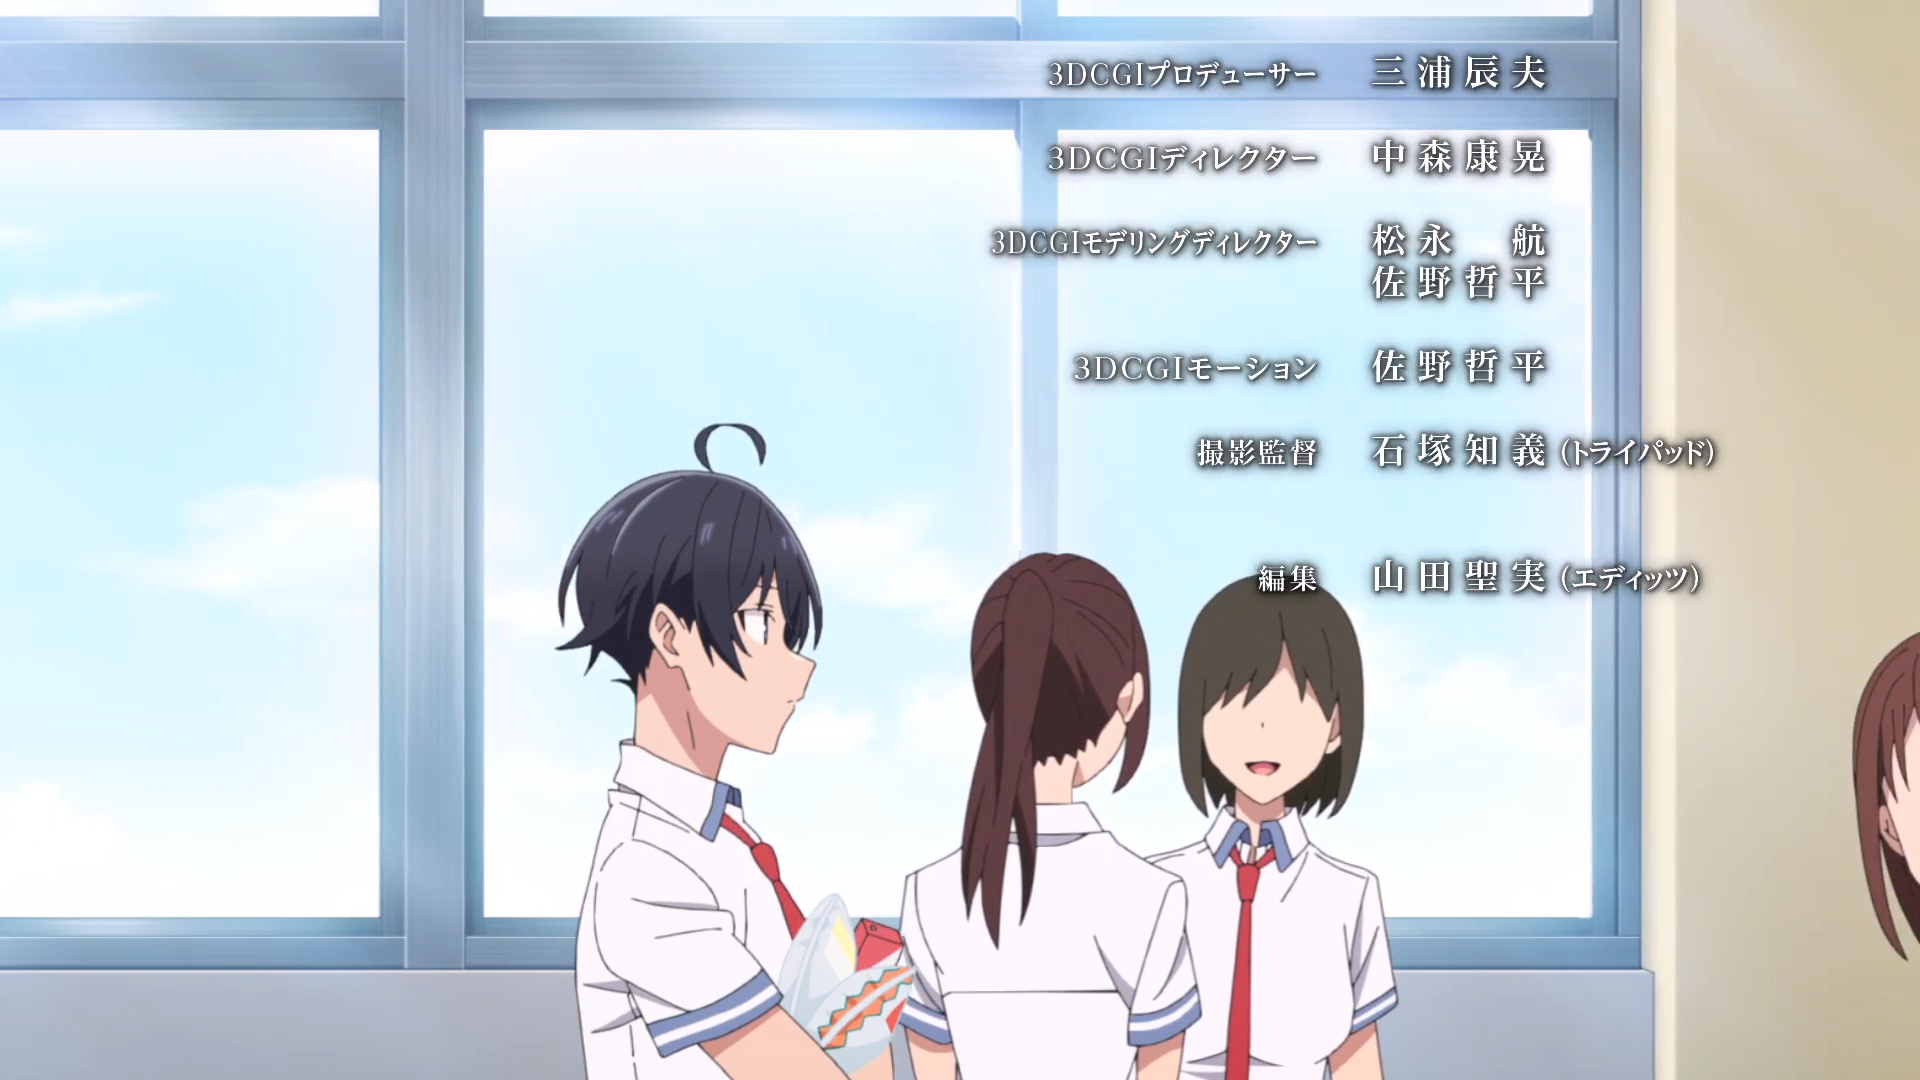 3DCGIプロデューサー 三浦辰夫
3DCGIディレクター 中森康晃
3DCGIモデリングディレクター 松永 航
佐野哲平
3DCGIモーション 佐野哲平
撮影監督 石塚知義(トライパッド)
編集 山田聖実(エディッツ)